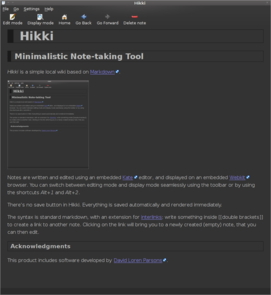 Hikki
File Go Settings Help
Edit mode Display mode Home Go Back Go Forward Delete note
Hikki
Minimalistic Note-taking Tool
Hikki is a simple local wiki based on Markdown
Notes are written and edited using an embedded Kate editor, and displayed on an embedded WebKit
browser. You can switch between editing mode and display mode seamlessly using the toolbar or by using
the shortcuts Alt+1 and Alt+2.
There's no save button in Hikki. Everything is saved automatically and rendered immediately.
The syntax is standard markdown, with an extension for interlinks: write something inside [[double brackets]]
to create a link to another note. Clicking on the link will bring you to a newly created (empty) note, that you
can then edit.
Acknowledgments
This product includes software developed by David Loren Parsons